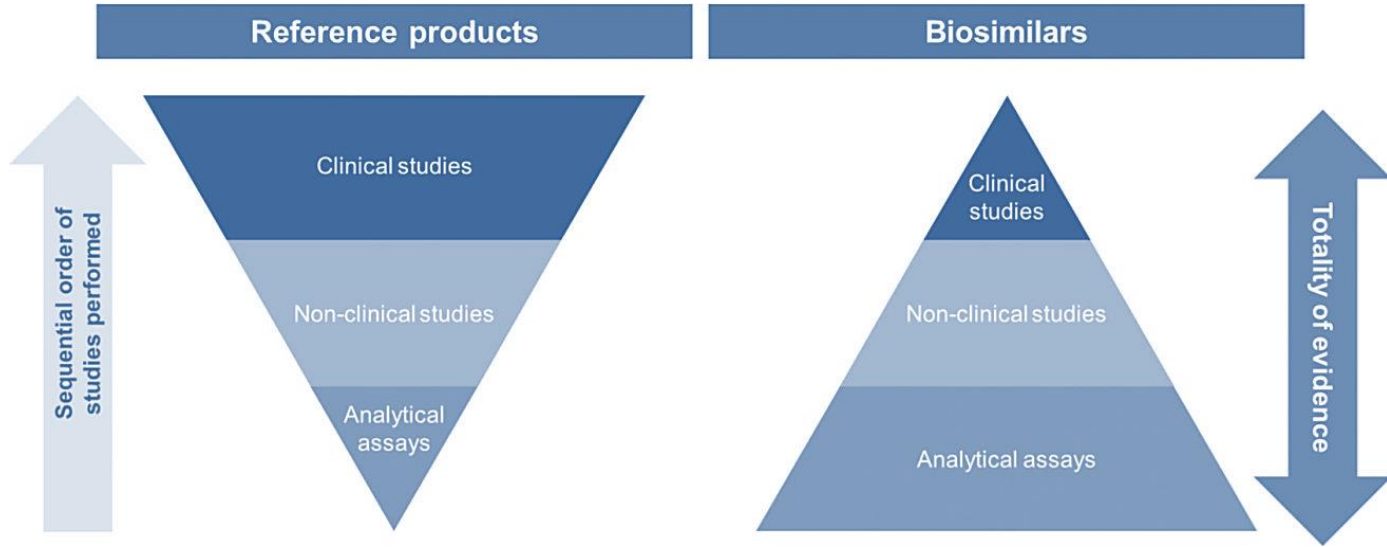 Reference products
Biosimilars
Sequential order of
studies performed
Clinical studies
Non-clinical studies
Analytical
assays
Clinical
studies
Non-clinical studies
Analytical assays
Totality of evidence